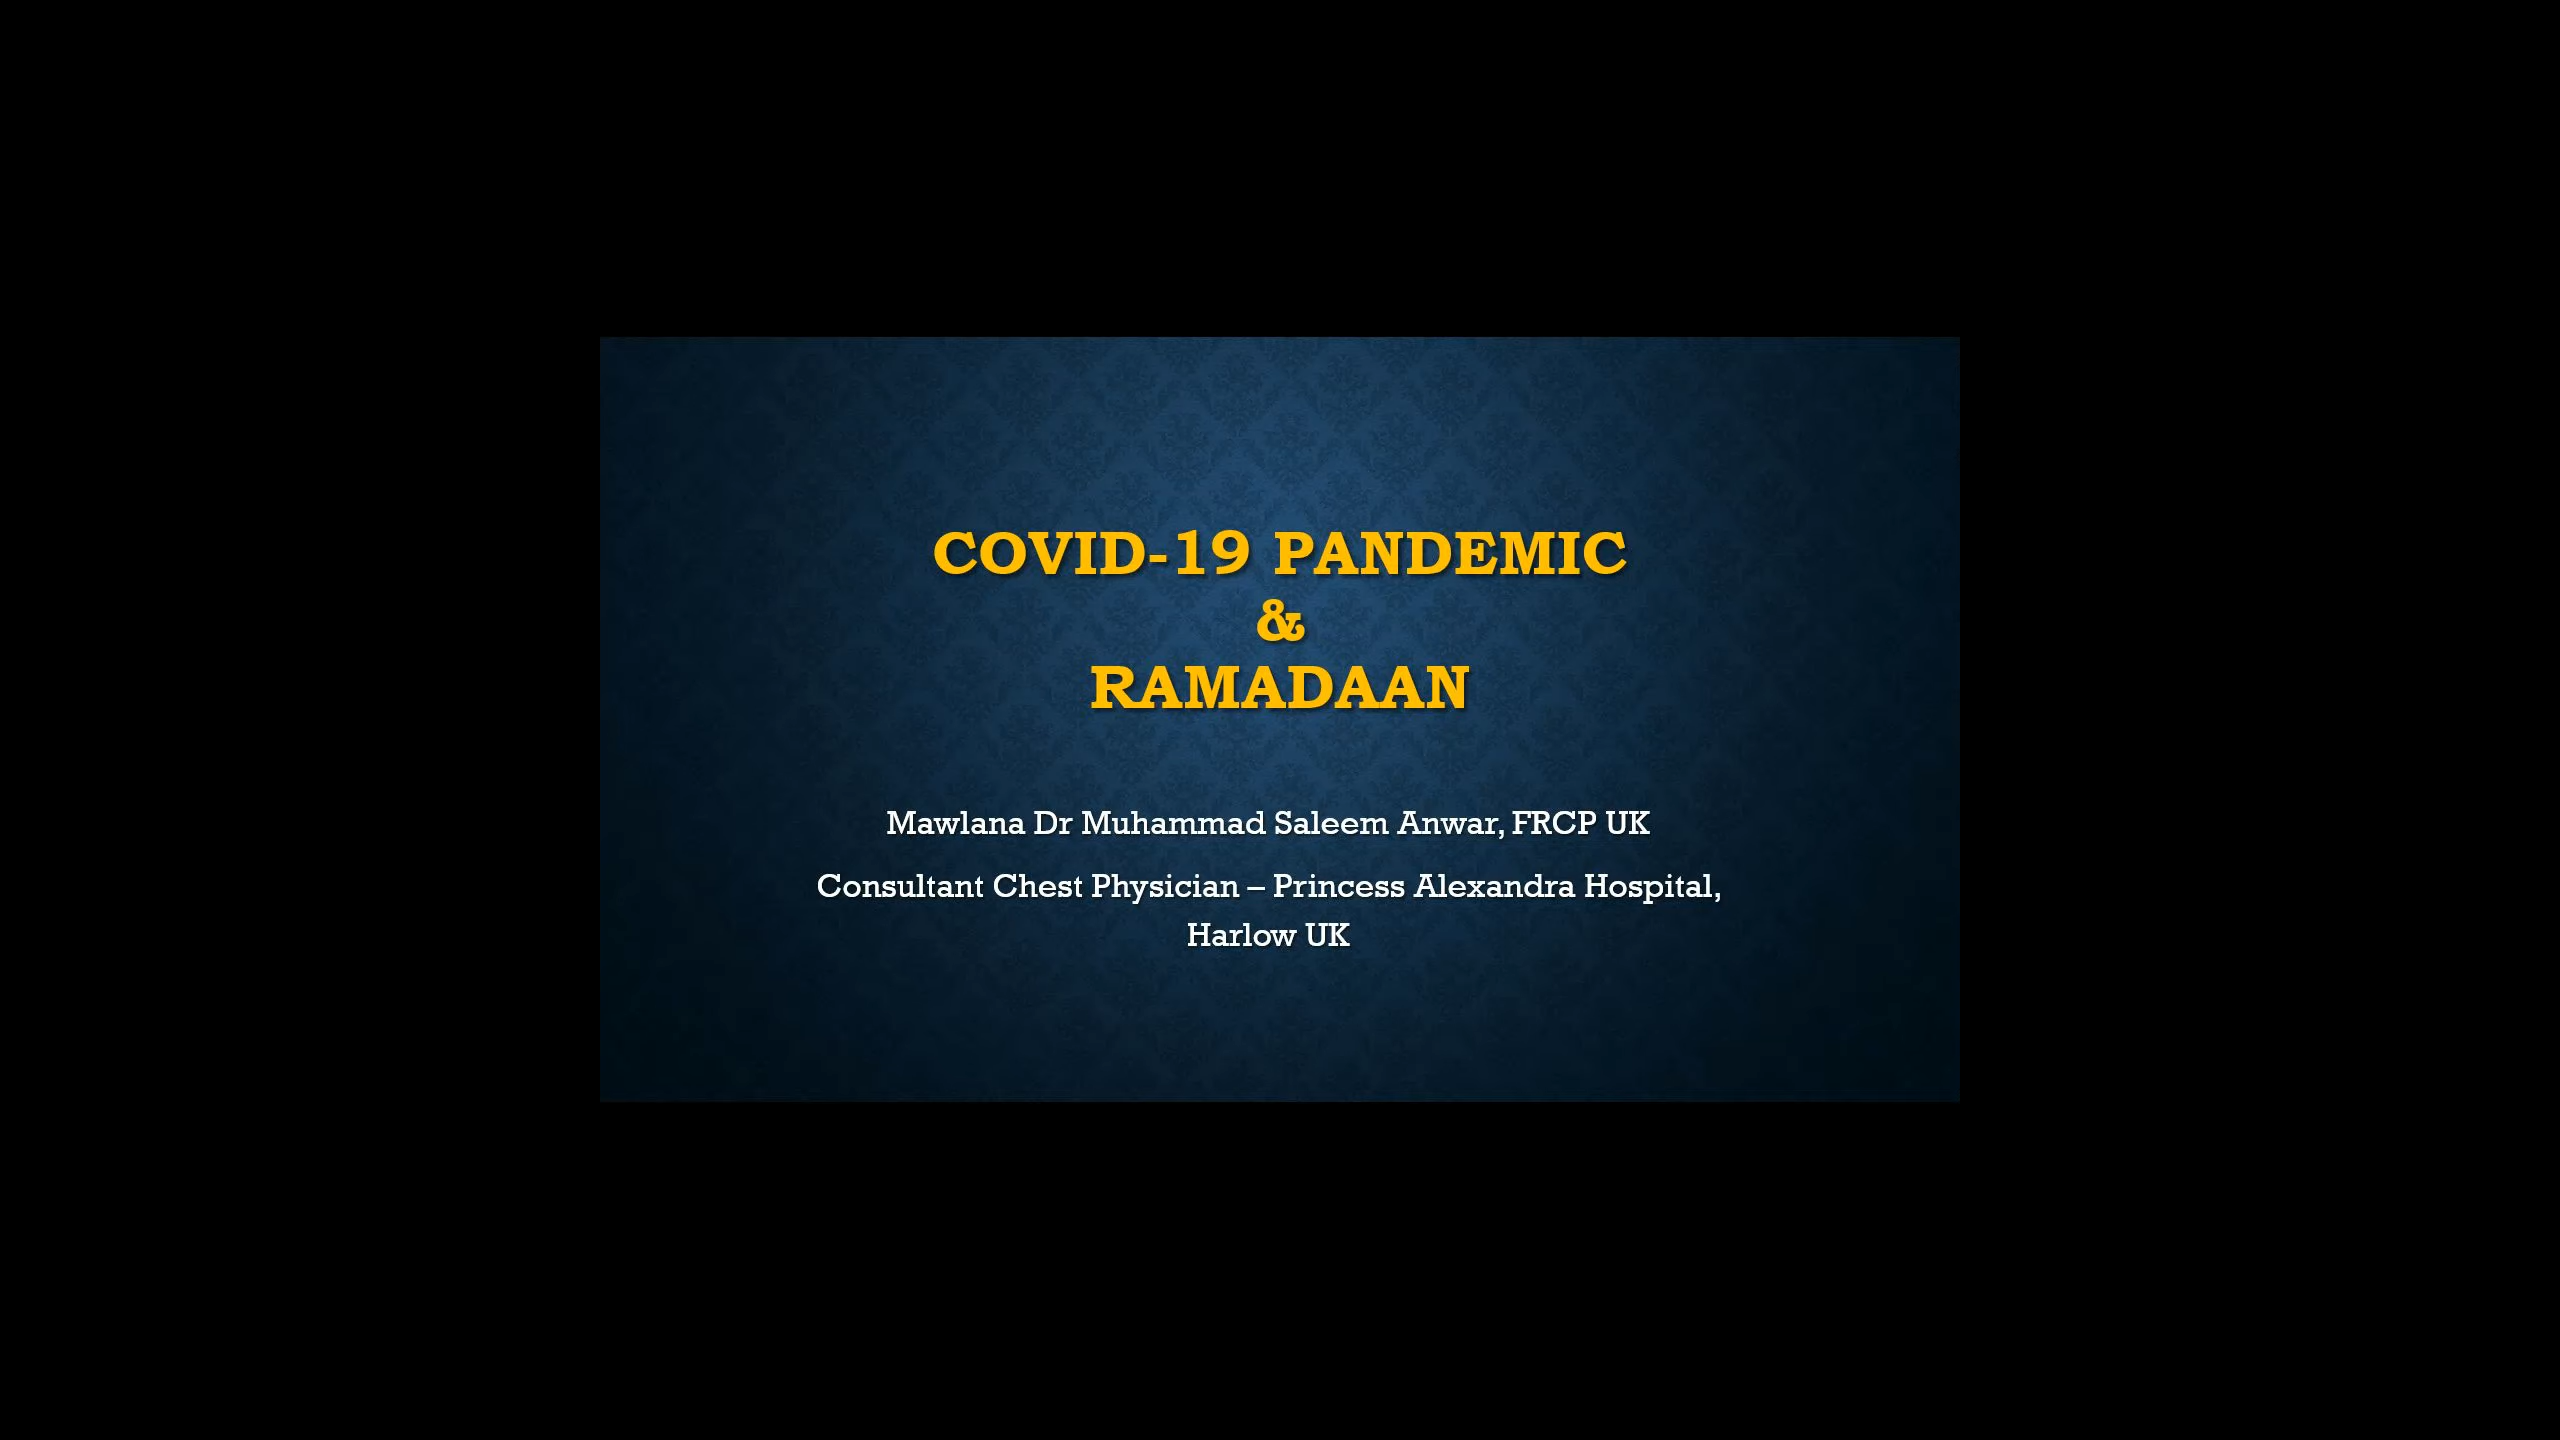 COVID-19 PANDEMIC
&
RAMADAAN
Mawlana Dr Muhammad Saleem Anwar, FRCP UK
Consultant Chest Physician – Princess Alexandra Hospital,
Harlow UK